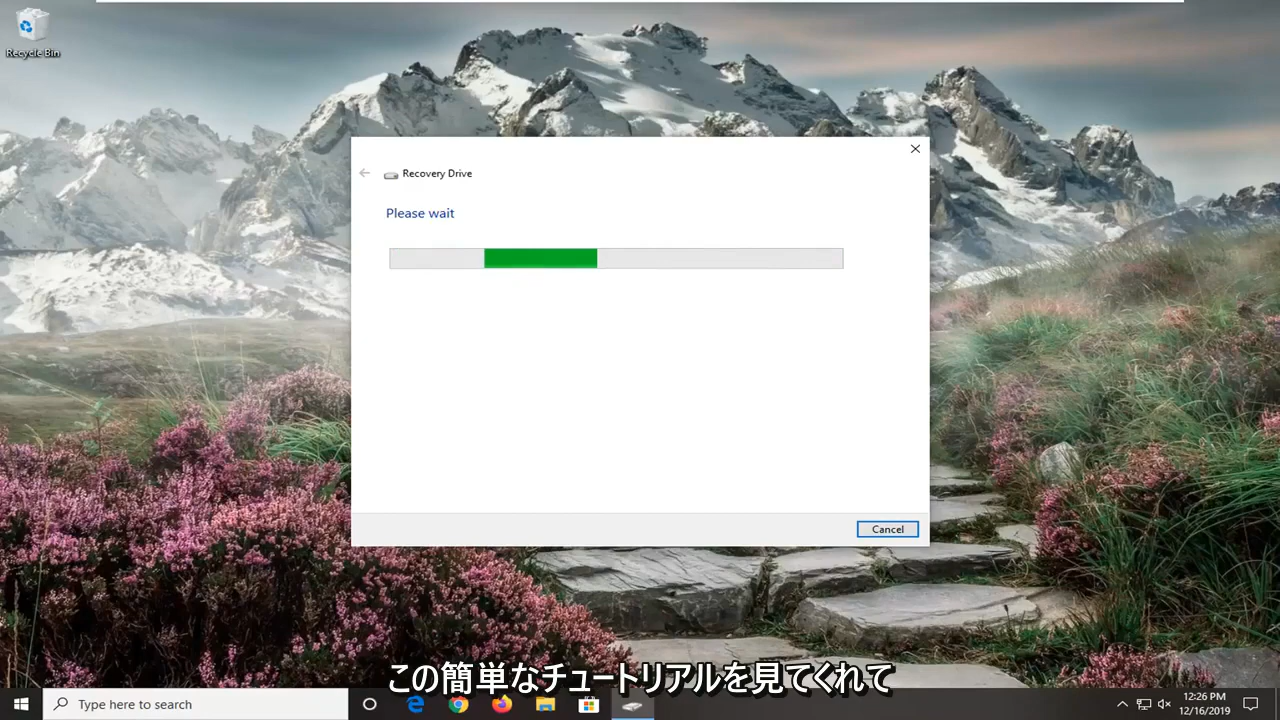 Recycle Bin
Recovery Drive
Please wait
Cancel
この簡単なチュートリアルを見てくれて
Type here to search
12:26 PM
12/16/2019